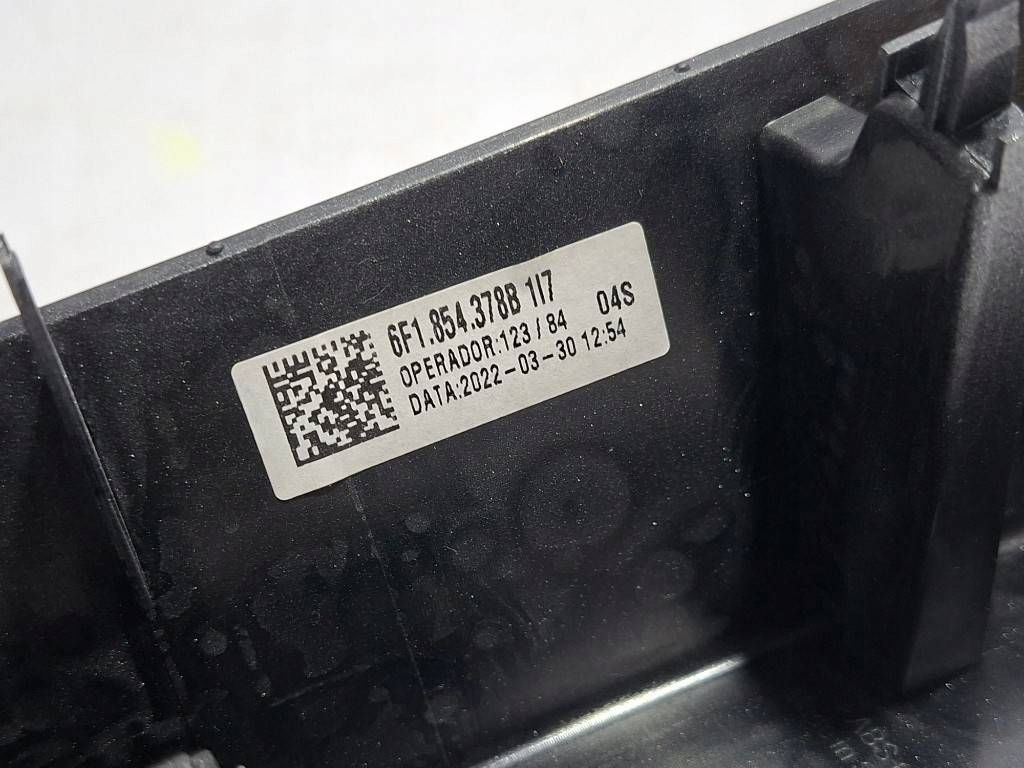 6F1.854.378B 1I7
04S
OPERADOR:123 / 84
DATA:2022-03-30 12:54